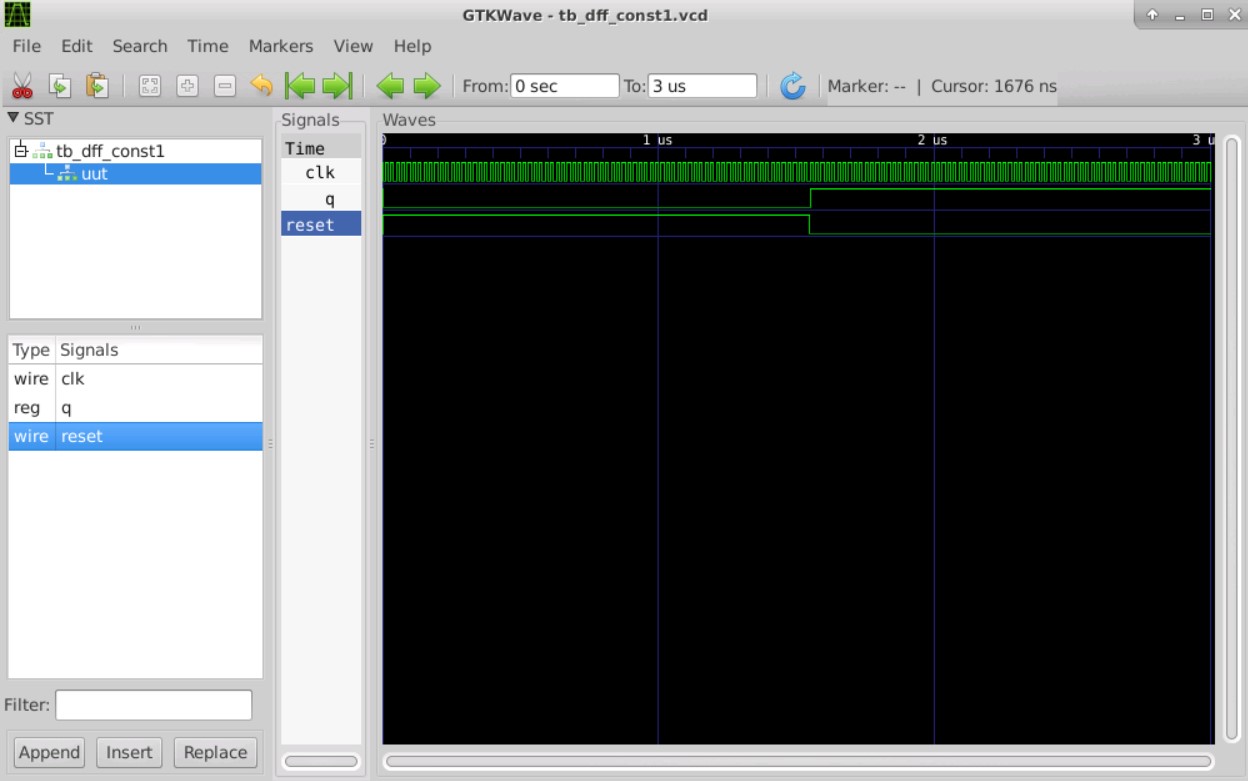 GTKWave - tb_dff_const1.vcd
File Edit Search Time Markers View Help
From: 0 sec To: 3 us Marker: -- | Cursor: 1676 ns
SST
tb_dff_const1
uut
Type Signals
wire clk
reg q
wire reset
Filter:
Append Insert Replace
Signals
Time
clk
q
reset
Waves
0 1 us 2 us 3 u